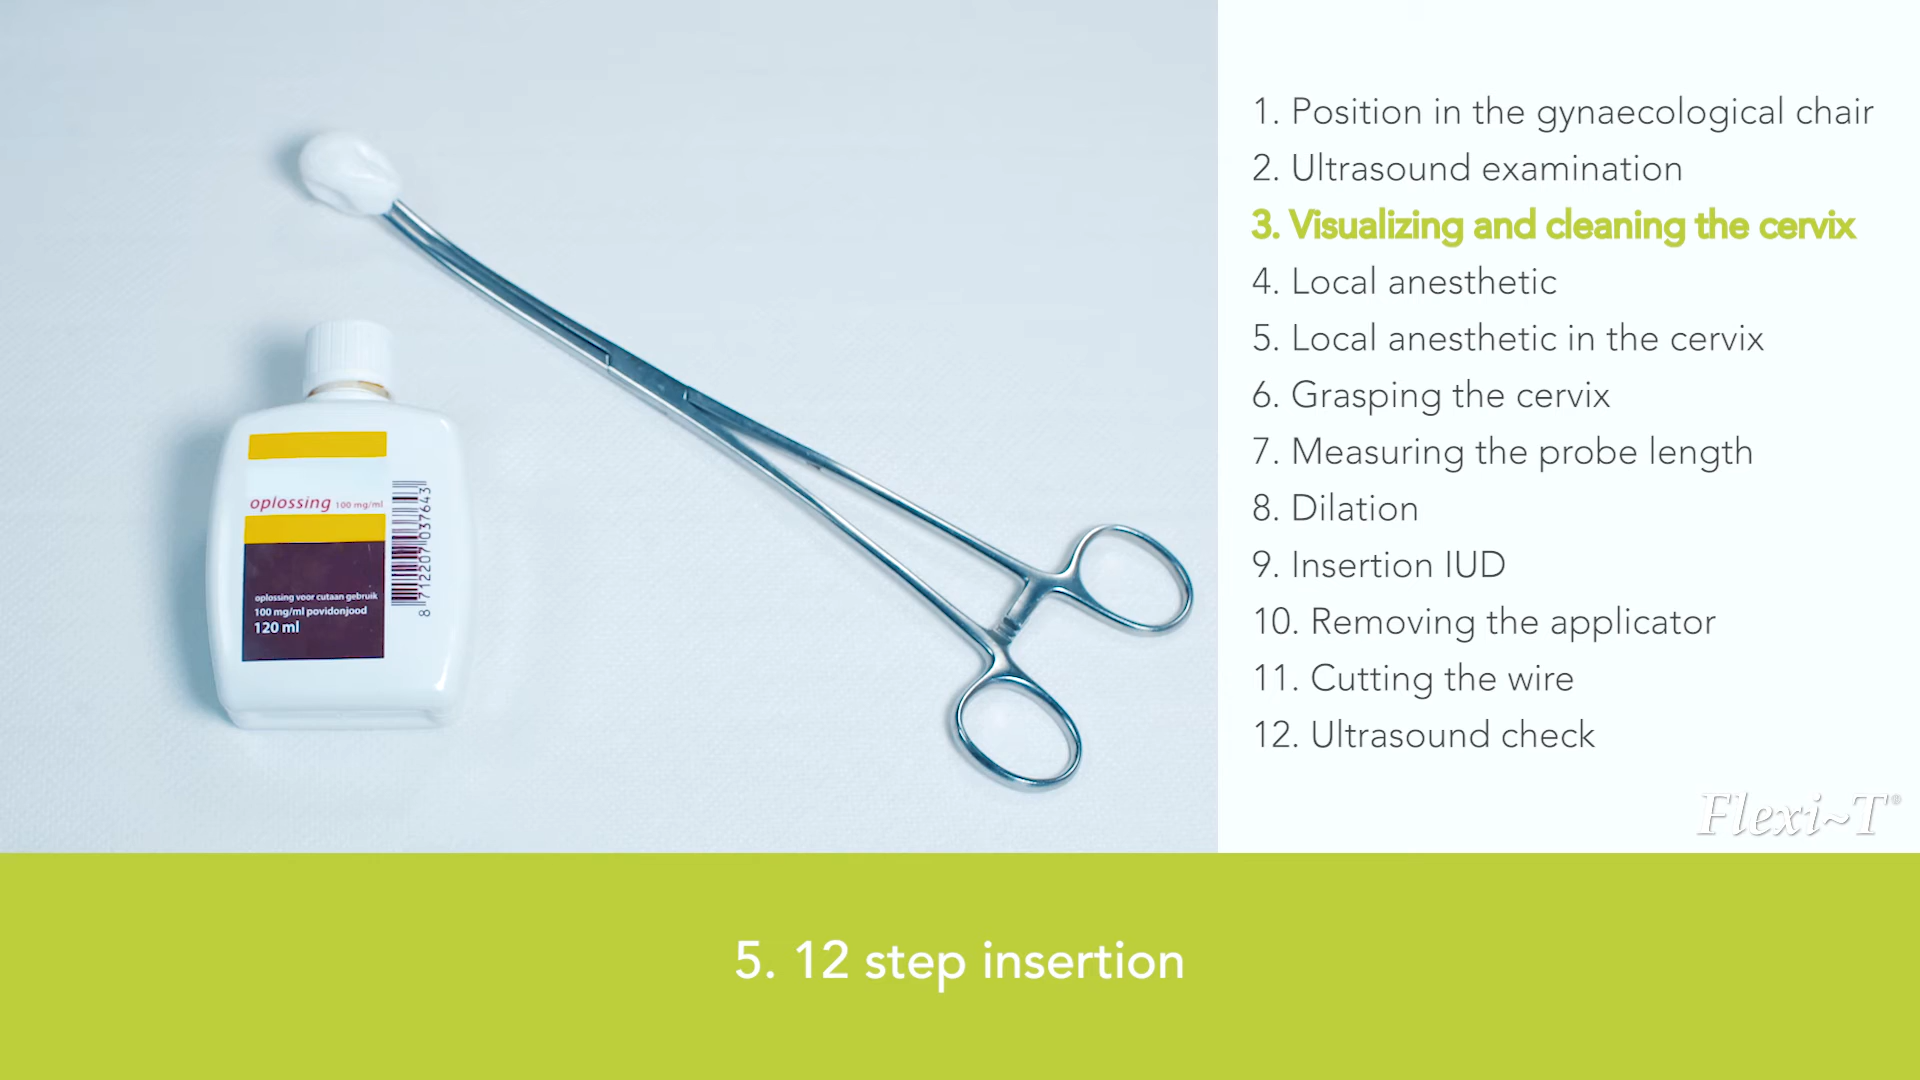 oplossing 100 mg/ml
oplossing voor cutaan gebruik
100 mg/ml povidonjood
120 ml
8 712207 037643
1. Position in the gynaecological chair
2. Ultrasound examination
3. Visualizing and cleaning the cervix
4. Local anesthetic
5. Local anesthetic in the cervix
6. Grasping the cervix
7. Measuring the probe length
8. Dilation
9. Insertion IUD
10. Removing the applicator
11. Cutting the wire
12. Ultrasound check
Flexi~T®
5. 12 step insertion